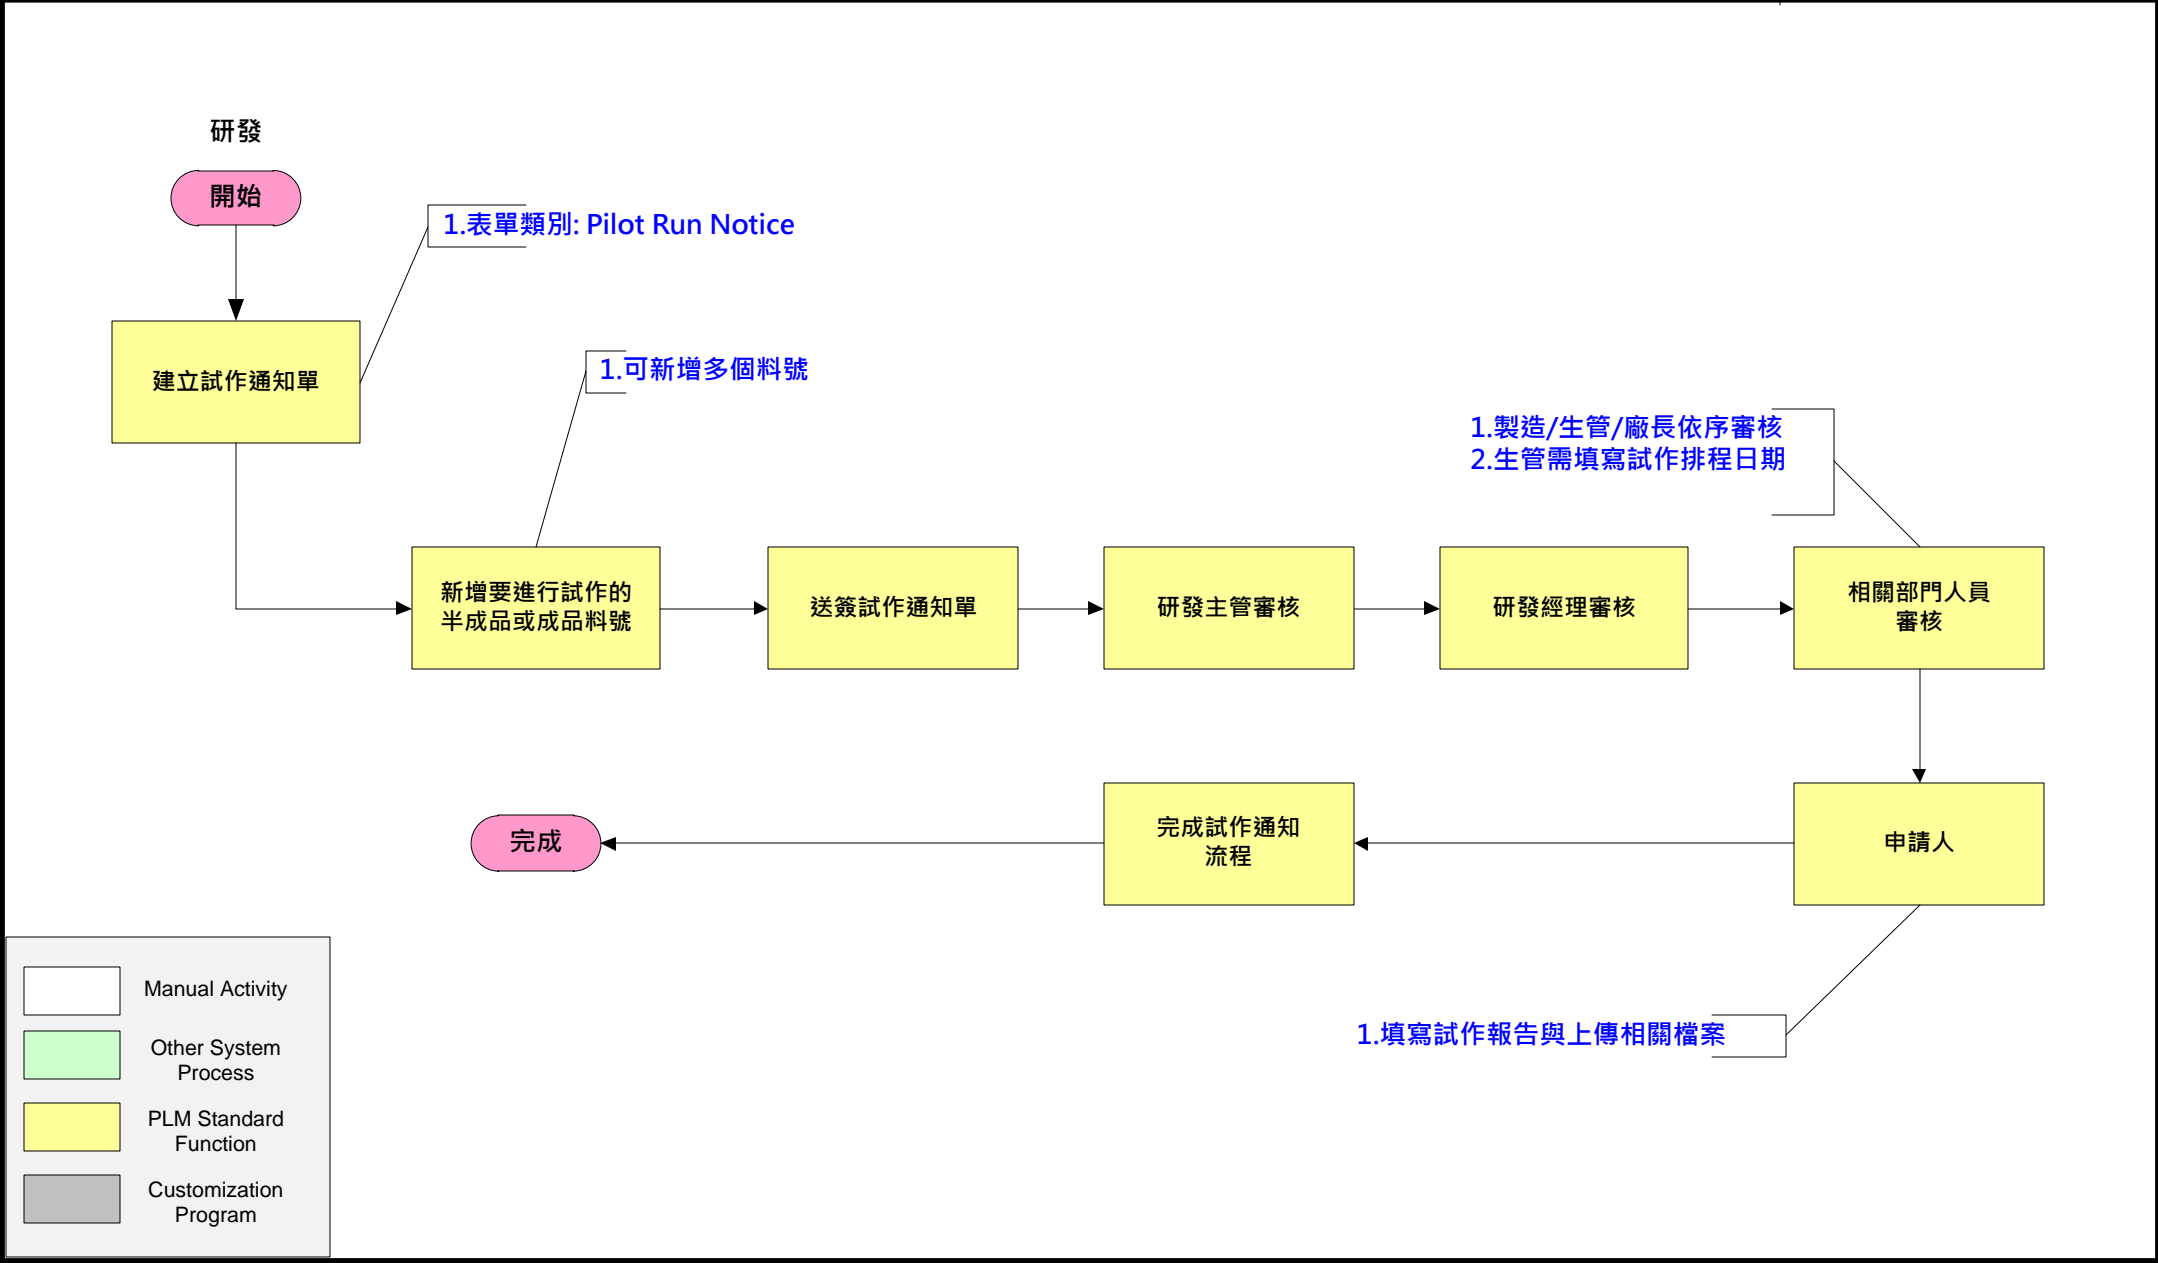 研發
開始
1.表單類別: Pilot Run Notice
建立試作通知單
1.可新增多個料號
1.製造/生管/廠長依序審核
2.生管需填寫試作排程日期
新增要進行試作的
半成品或成品料號
送簽試作通知單
研發主管審核
研發經理審核
相關部門人員
審核
完成
完成試作通知
流程
申請人
1.填寫試作報告與上傳相關檔案
Manual Activity
Other System
Process
PLM Standard
Function
Customization
Program